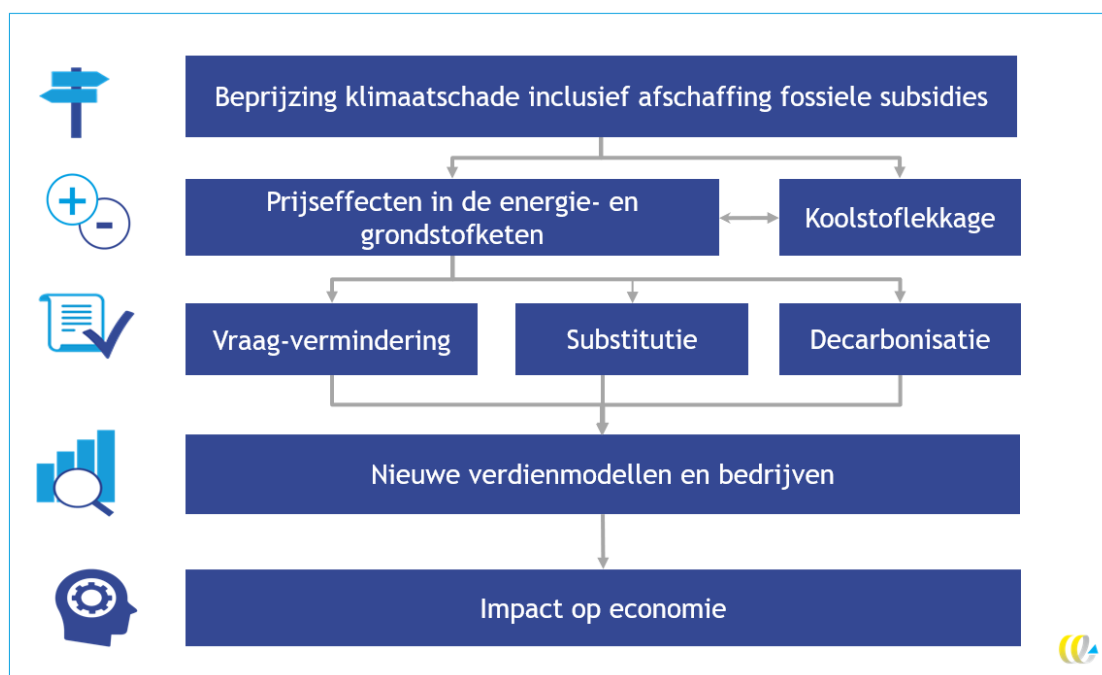 Beprijzing klimaatschade inclusief afschaffing fossiele subsidies
Prijseffecten in de energie- en
grondstofketen
Koolstoflekkage
Vraag-vermindering
Substitutie
Decarbonisatie
Nieuwe verdienmodellen en bedrijven
Impact op economie